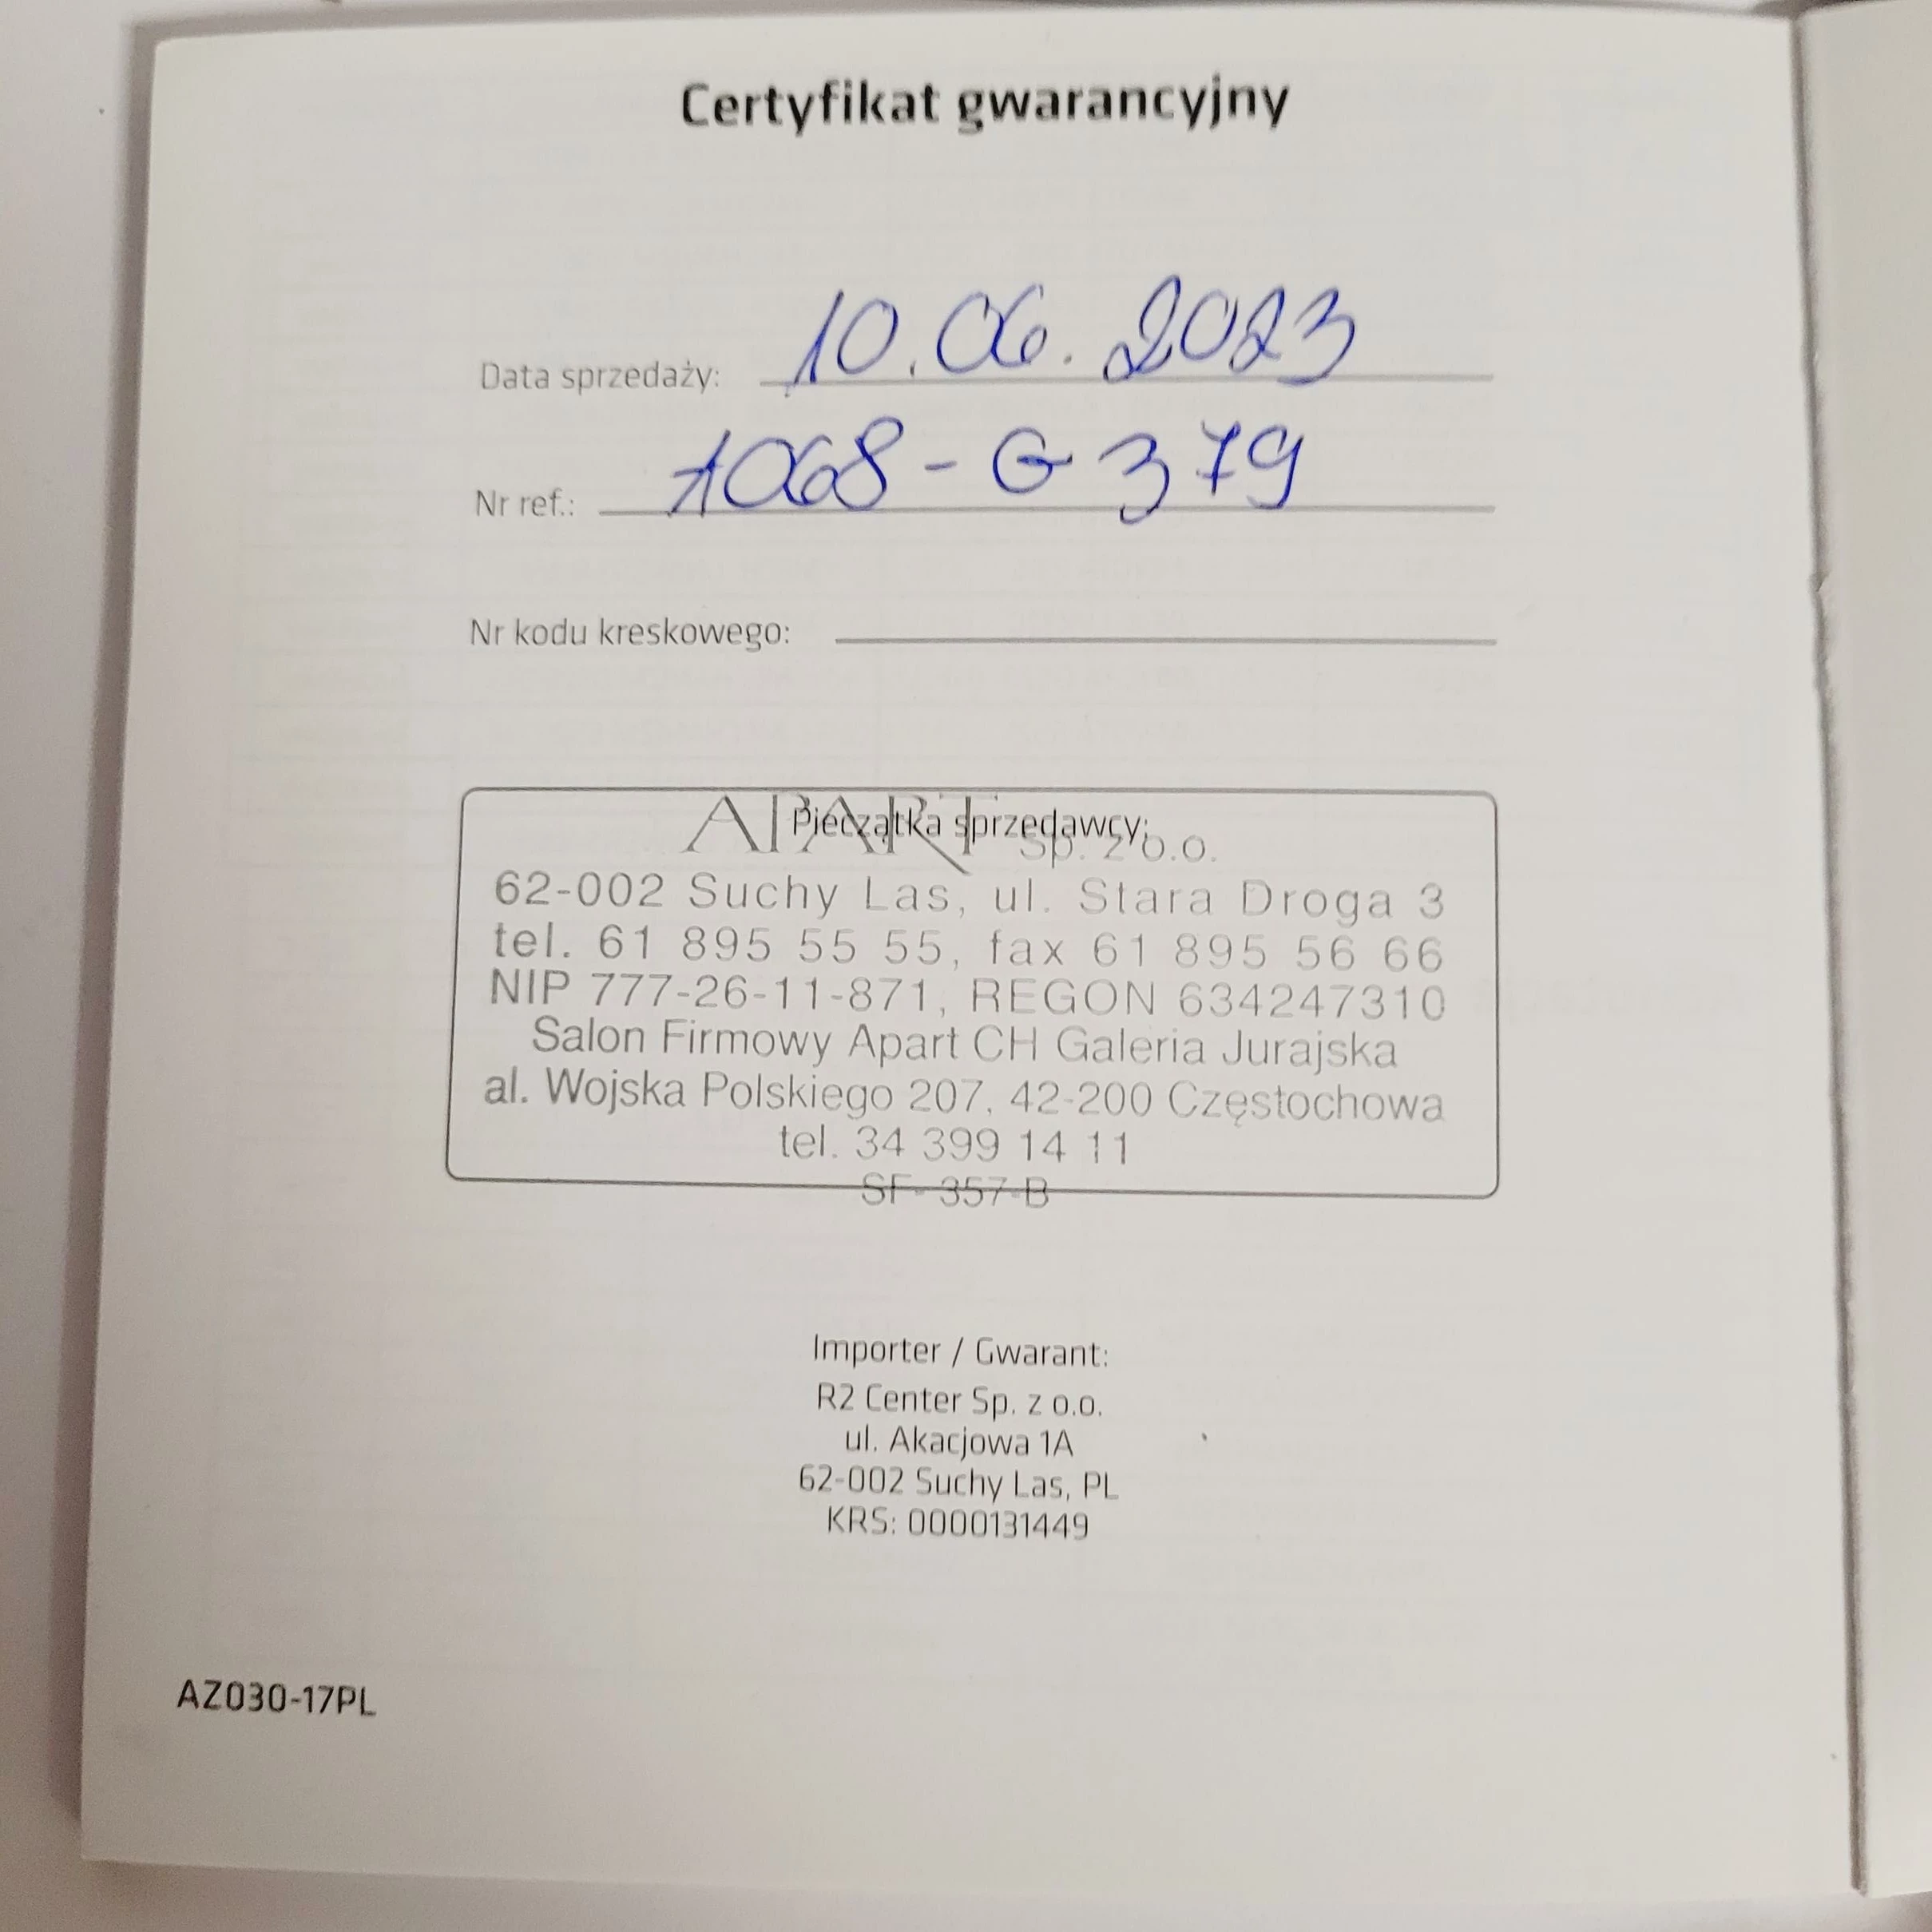 Certyfikat gwarancyjny
Data sprzedaży: 10.06.2023
Nr ref.: 1068-G379
Nr kodu kreskowego:
Pieczątka sprzedawcy:
APART Sp. z o.o.
62-002 Suchy Las, ul. Stara Droga 3
tel. 61 895 55 55, fax 61 895 56 66
NIP 777-26-11-871, REGON 634247310
Salon Firmowy Apart CH Galeria Jurajska
al. Wojska Polskiego 207, 42-200 Częstochowa
tel. 34 399 14 11
SF- 357-B
Importer / Gwarant:
R2 Center Sp. z o.o.
ul. Akacjowa 1A
62-002 Suchy Las, PL
KRS: 0000131449
AZ030-17PL